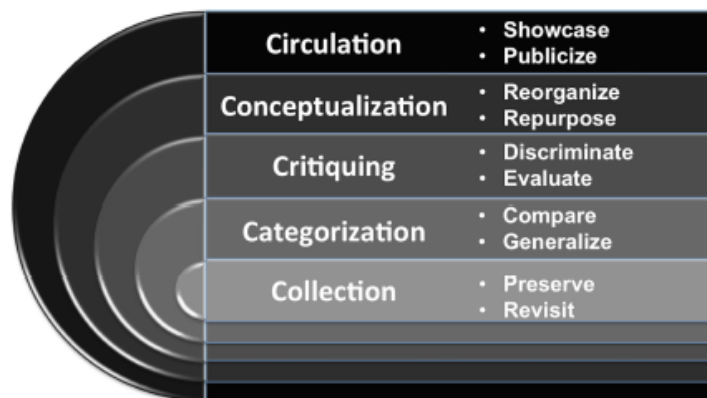 Circulation
• Showcase
• Publicize
Conceptualization
• Reorganize
• Repurpose
Critiquing
• Discriminate
• Evaluate
Categorization
• Compare
• Generalize
Collection
• Preserve
• Revisit